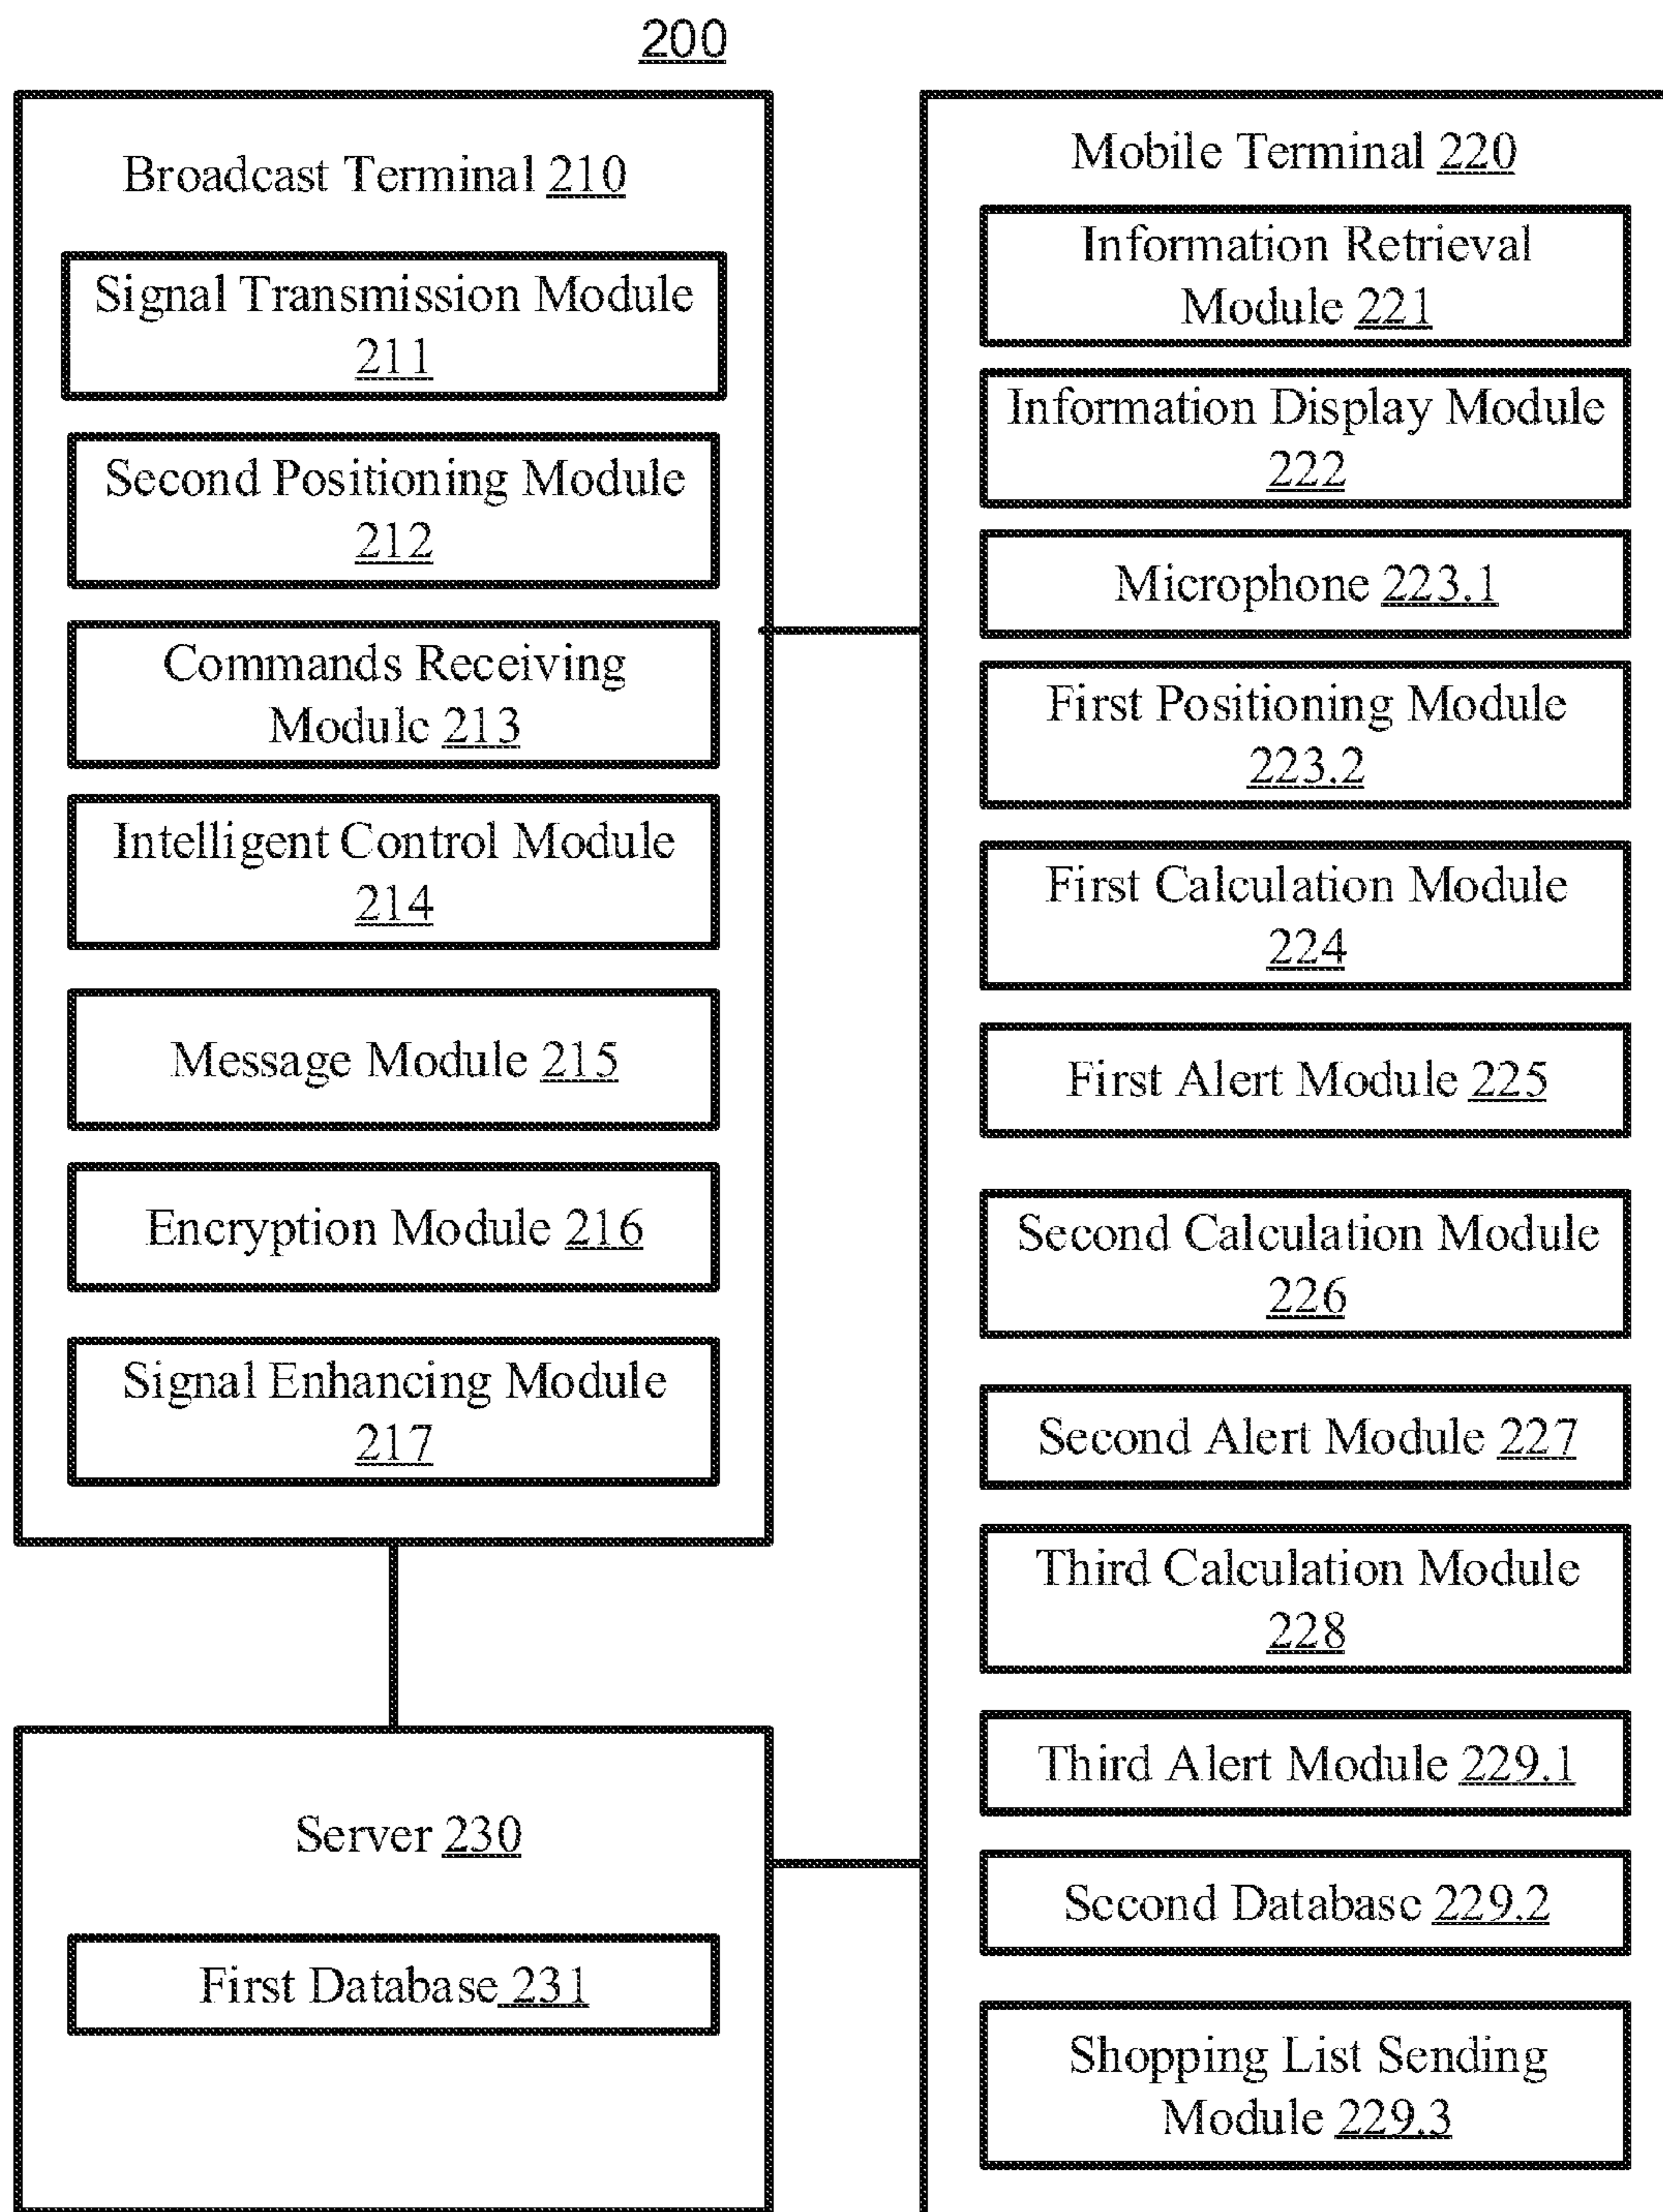 200
Broadcast Terminal 210
Signal Transmission Module
211
Second Positioning Module
212
Commands Receiving
Module 213
Intelligent Control Module
214
Message Module 215
Encryption Module 216
Signal Enhancing Module
217
Server 230
First Database 231
Mobile Terminal 220
Information Retrieval
Module 221
Information Display Module
222
Microphone 223.1
First Positioning Module
223.2
First Calculation Module
224
First Alert Module 225
Second Calculation Module
226
Second Alert Module 227
Third Calculation Module
228
Third Alert Module 229.1
Second Database 229.2
Shopping List Sending
Module 229.3